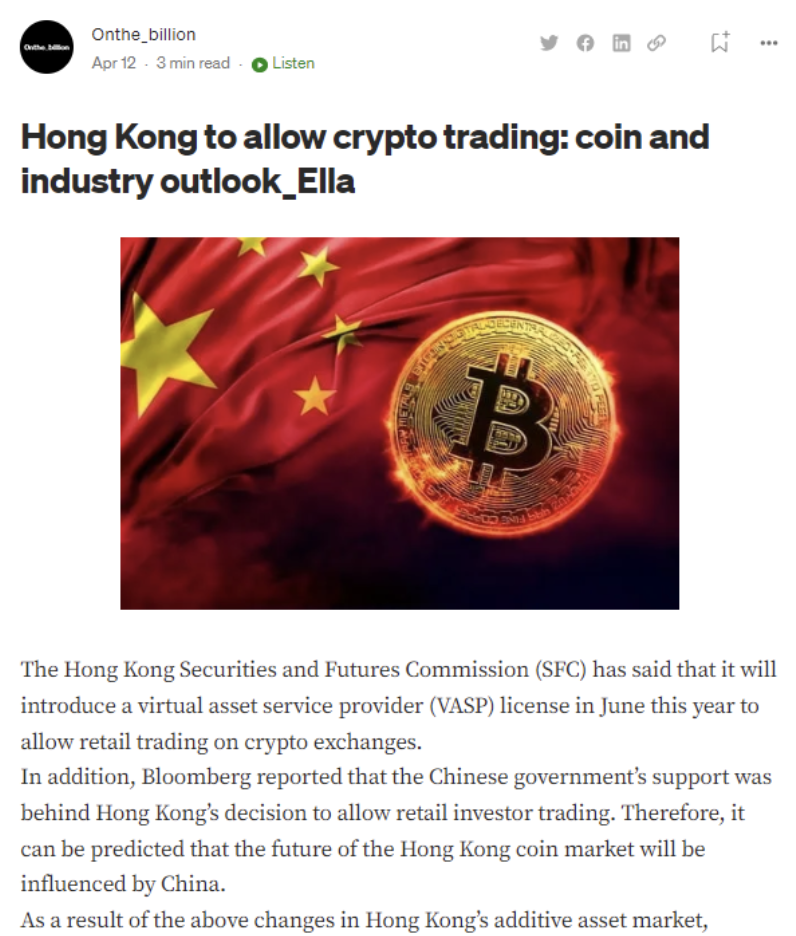 Onthe_billion
Onthe_billion
Apr 12 · 3 min read · Listen
Hong Kong to allow crypto trading: coin and
industry outlook_Ella
B
The Hong Kong Securities and Futures Commission (SFC) has said that it will
introduce a virtual asset service provider (VASP) license in June this year to
allow retail trading on crypto exchanges.
In addition, Bloomberg reported that the Chinese government’s support was
behind Hong Kong’s decision to allow retail investor trading. Therefore, it
can be predicted that the future of the Hong Kong coin market will be
influenced by China.
As a result of the above changes in Hong Kong’s additive asset market,